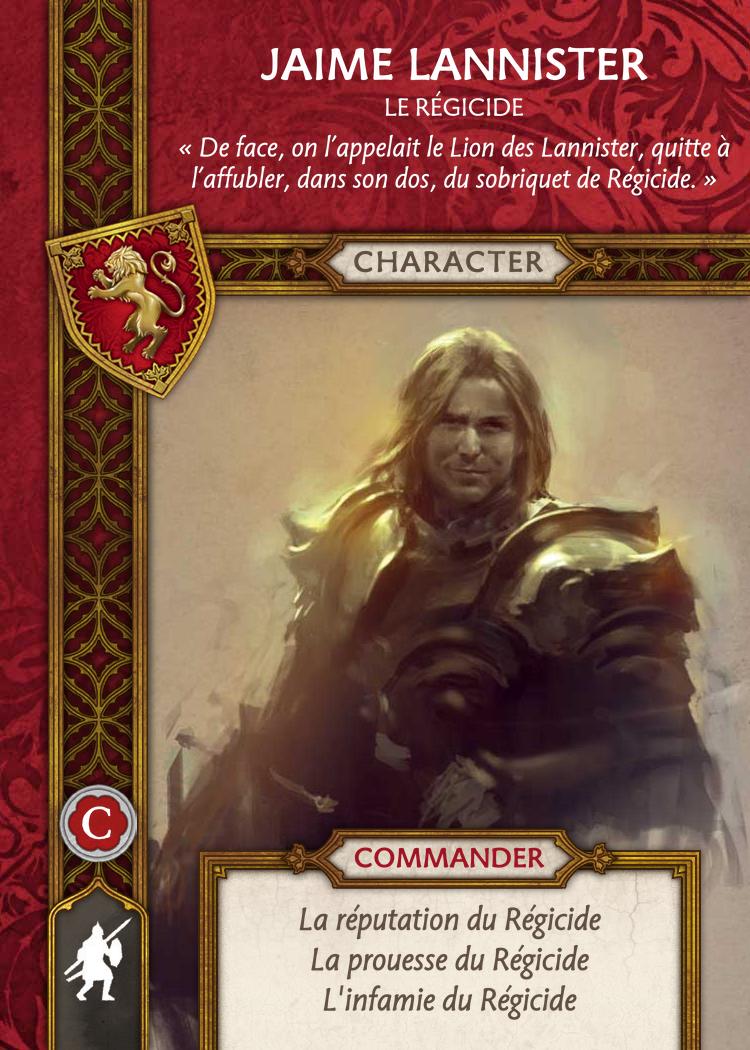 JAIME LANNISTER
LE RÉGICIDE
« De face, on l'appelait le Lion des Lannister, quitte à
l'affubler, dans son dos, du sobriquet de Régicide. »
CHARACTER
C
COMMANDER
La réputation du Régicide
La prouesse du Régicide
L'infamie du Régicide